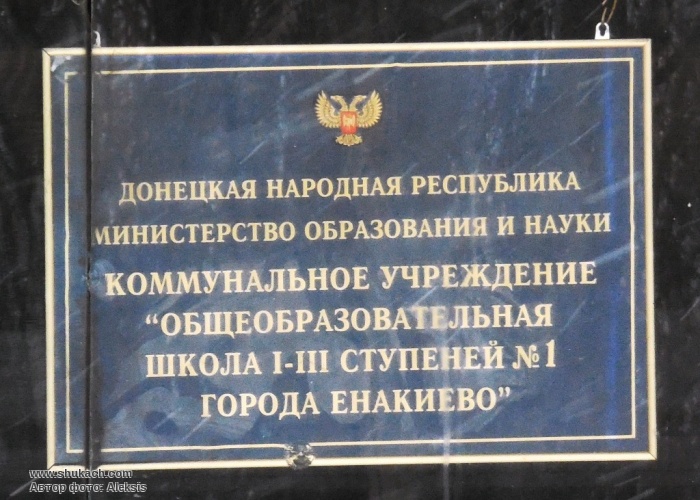 ДОНЕЦКАЯ НАРОДНАЯ РЕСПУБЛИКА
МИНИСТЕРСТВО ОБРАЗОВАНИЯ И НАУКИ
КОММУНАЛЬНОЕ УЧРЕЖДЕНИЕ
“ОБЩЕОБРАЗОВАТЕЛЬНАЯ
ШКОЛА I-III СТУПЕНЕЙ №1
ГОРОДА ЕНАКИЕВО”
www.shukach.com
Автор фото: Aleksis